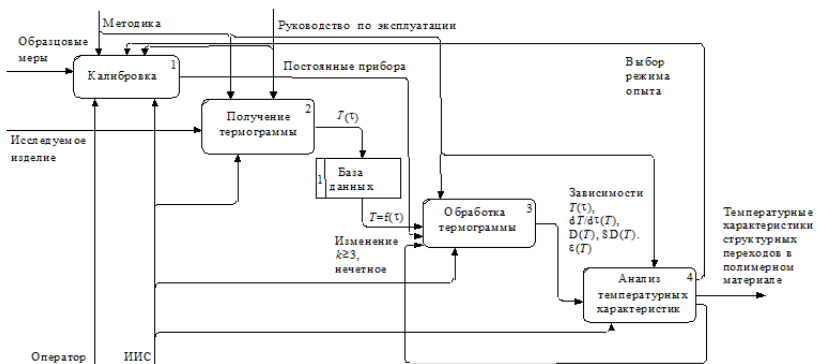 Методика
Руководство по эксплуатации
Образцовые
меры
Калибровка
1
Постоянные прибора
Выбор
режима
опыта
Получение
термограммы
2
T(τ)
Исследуемое
изделие
1
База
данных
T=f(τ)
Обработка
термограммы
3
Изменение
k≥3,
нечетное
Зависимости
T(τ),
dT/dτ(T),
D(T), SD(T).
ε(T)
Температурные
характеристики
структурных
переходов в
полимерном
материале
Анализ
температурных
характеристик
4
Оператор
ИИС